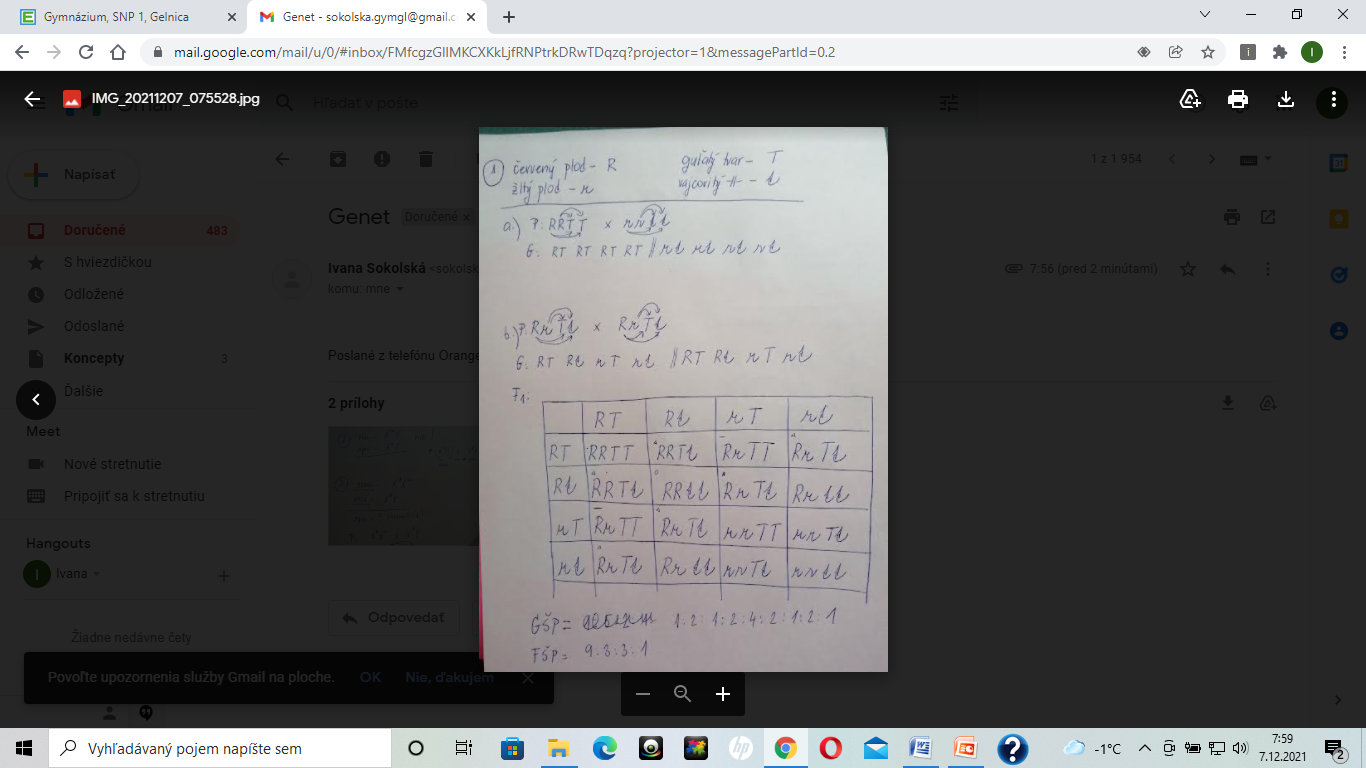 Gymnázium, SNP 1, Gelnica
Genet - sokolska.gymgl@gmail.c
mail.google.com/mail/u/0/#inbox/FMfcgzGllMKCXKkLjfRNPtrkDRwTDqzq?projector=1&messagePartId=0.2
IMG_20211207_075528.jpg
Hľadať v pošte
Napísať
1 z 1 954
Genet Doručené ×
Doručené 483
S hviezdičkou
Odložené
Odoslané
Koncepty 3
Ďalšie
Ivana Sokolská <sokolsk
7:56 (pred 2 minútami)
komu: mne
Poslané z telefónu Orange
2 prílohy
Meet
Nové stretnutie
Pripojiť sa k stretnutiu
Hangouts
Ivana
Odpovedať
Žiadne nedávne čety
Povoľte upozornenia služby Gmail na ploche. OK Nie, ďakujem
1 červený plod - R guľatý tvar - T
žltý plod - r vajcovitý -//- - t
a.) P: RRTT × rrtt
G: RT RT RT RT // rt rt rt rt
b.) P: RrTt × RrTt
G: RT Rt rT rt // RT Rt rT rt
F1:
RT Rt rT rt
RT RRTT RRTt RrTT RrTt
Rt RRTt RRtt RrTt Rrtt
rT RrTT RrTt rrTT rrTt
rt RrTt Rrtt rrTt rrtt
GŠP = 1:2:1:2:4:2:1:2:1
FŠP = 9:3:3:1
Vyhľadávaný pojem napíšte sem
-1°C
7:59
7.12.2021
2